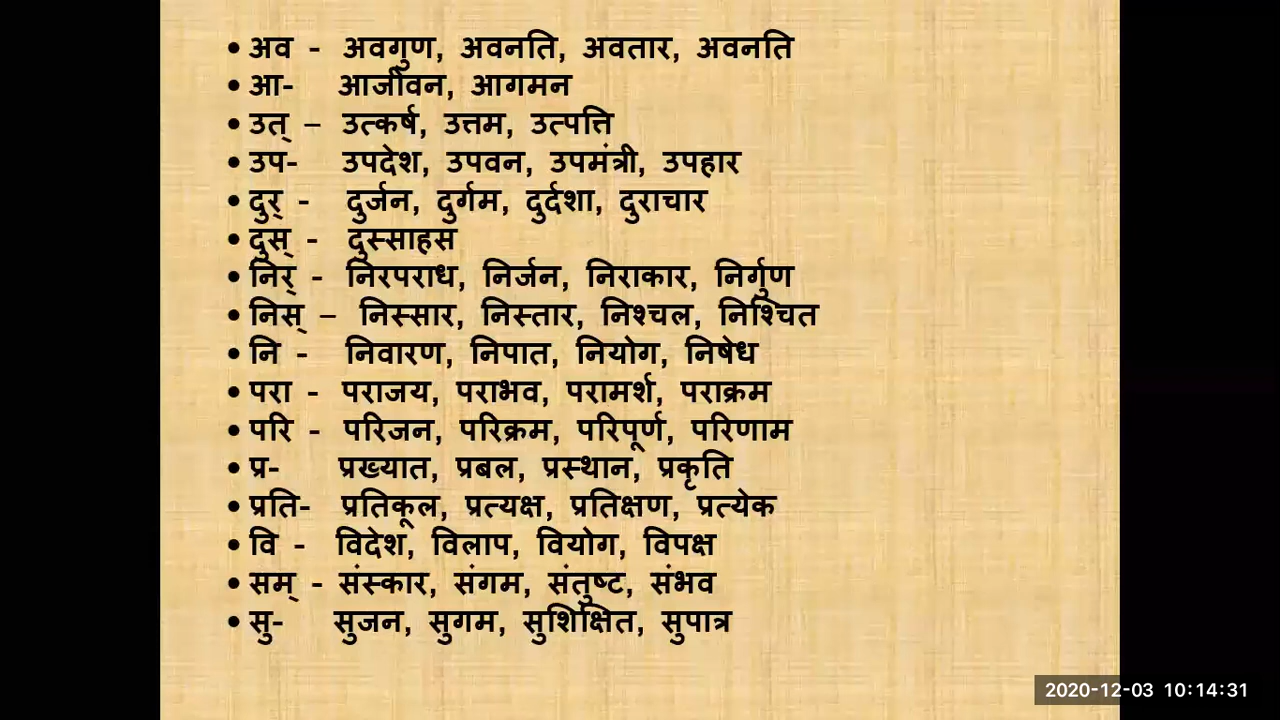 • अव - अवगुण, अवनति, अवतार, अवनति
• आ- आजीवन, आगमन
• उत् – उत्कर्ष, उत्तम, उत्पत्ति
• उप- उपदेश, उपवन, उपमंत्री, उपहार
• दुर् - दुर्जन, दुर्गम, दुर्दशा, दुराचार
• दुस् - दुस्साहस
• निर् - निरपराध, निर्जन, निराकार, निर्गुण
• निस् – निस्सार, निस्तार, निश्चल, निश्चित
• नि - निवारण, निपात, नियोग, निषेध
• परा - पराजय, पराभव, परामर्श, पराक्रम
• परि - परिजन, परिक्रम, परिपूर्ण, परिणाम
• प्र- प्रख्यात, प्रबल, प्रस्थान, प्रकृति
• प्रति- प्रतिकूल, प्रत्यक्ष, प्रतिक्षण, प्रत्येक
• वि - विदेश, विलाप, वियोग, विपक्ष
• सम् - संस्कार, संगम, संतुष्ट, संभव
• सु- सुजन, सुगम, सुशिक्षित, सुपात्र
2020-12-03 10:14:31